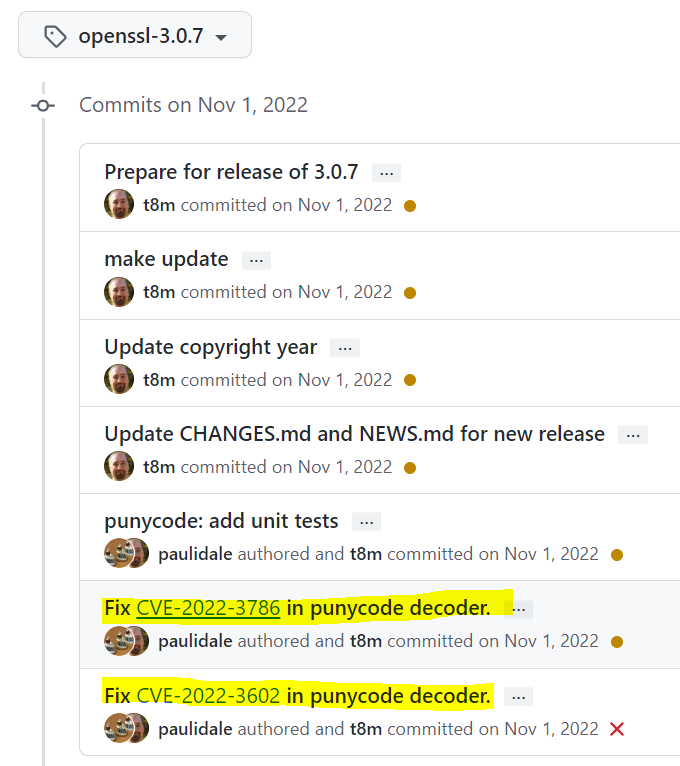 openssl-3.0.7
Commits on Nov 1, 2022
Prepare for release of 3.0.7 ...
t8m committed on Nov 1, 2022
make update ...
t8m committed on Nov 1, 2022
Update copyright year ...
t8m committed on Nov 1, 2022
Update CHANGES.md and NEWS.md for new release ...
t8m committed on Nov 1, 2022
punycode: add unit tests ...
paulidale authored and t8m committed on Nov 1, 2022
Fix CVE-2022-3786 in punycode decoder. ...
paulidale authored and t8m committed on Nov 1, 2022
Fix CVE-2022-3602 in punycode decoder. ...
paulidale authored and t8m committed on Nov 1, 2022